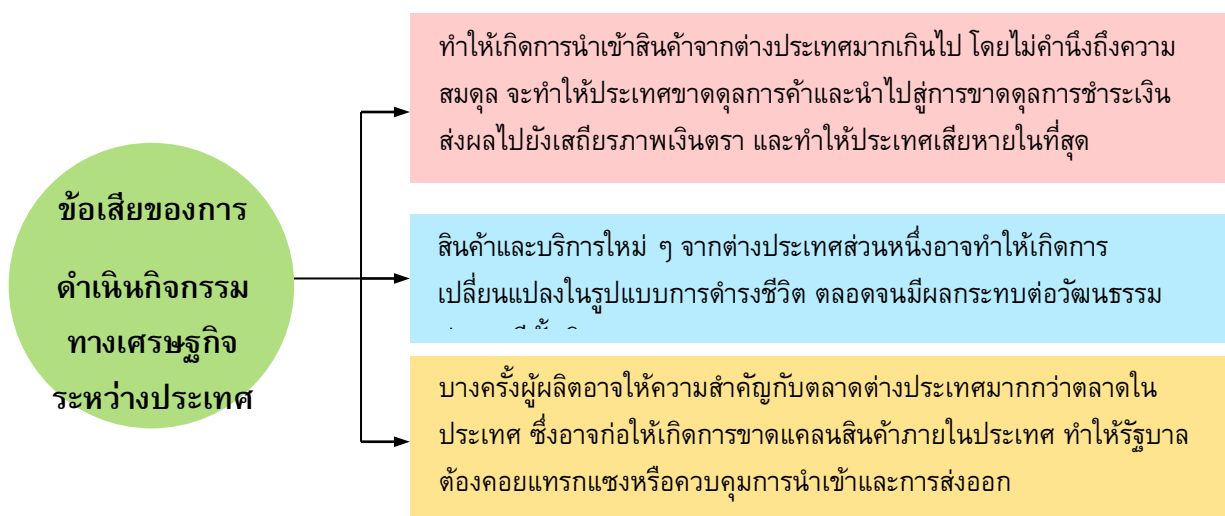 ข้อเสียของการ
ดำเนินกิจกรรม
ทางเศรษฐกิจ
ระหว่างประเทศ
ทำให้เกิดการนำเข้าสินค้าจากต่างประเทศมากเกินไป โดยไม่คำนึงถึงความ
สมดุล จะทำให้ประเทศขาดดุลการค้าและนำไปสู่การขาดดุลการชำระเงิน
ส่งผลไปยังเสถียรภาพเงินตรา และทำให้ประเทศเสียหายในที่สุด
สินค้าและบริการใหม่ ๆ จากต่างประเทศส่วนหนึ่งอาจทำให้เกิดการ
เปลี่ยนแปลงในรูปแบบการดำรงชีวิต ตลอดจนมีผลกระทบต่อวัฒนธรรม
บางครั้งผู้ผลิตอาจให้ความสำคัญกับตลาดต่างประเทศมากกว่าตลาดใน
ประเทศ ซึ่งอาจก่อให้เกิดการขาดแคลนสินค้าภายในประเทศ ทำให้รัฐบาล
ต้องคอยแทรกแซงหรือควบคุมการนำเข้าและการส่งออก